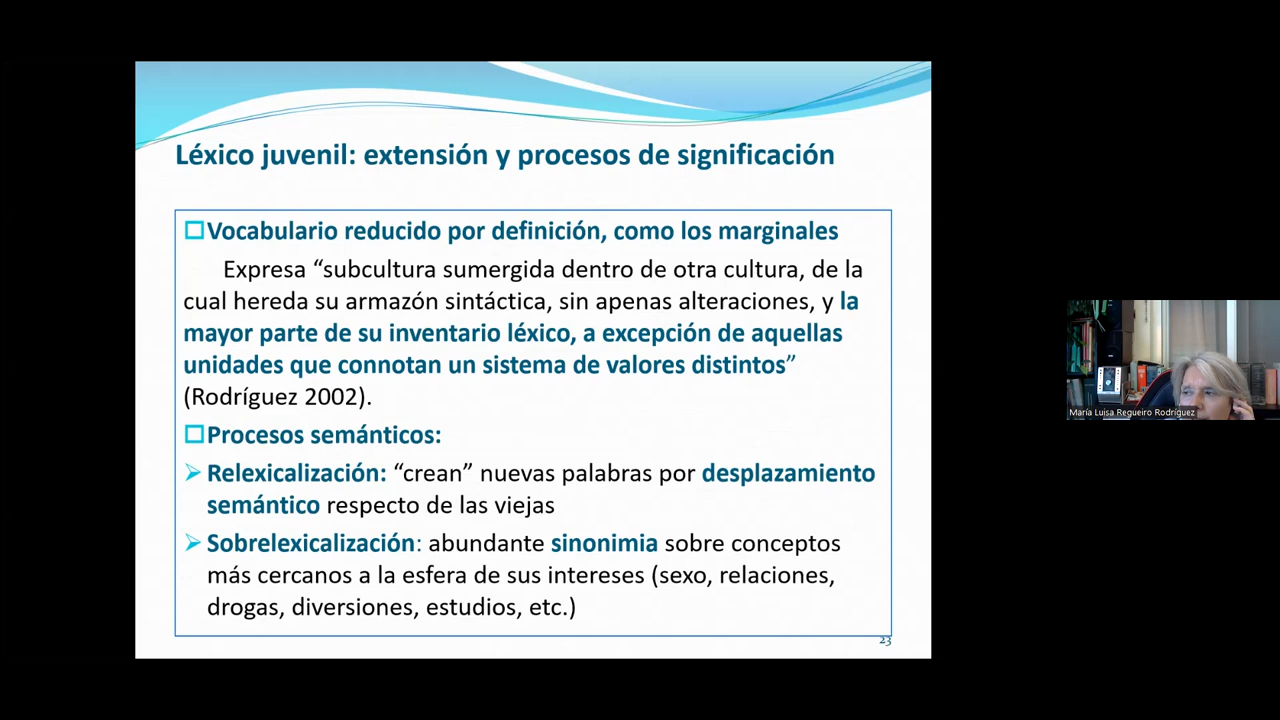 Léxico juvenil: extensión y procesos de significación
Vocabulario reducido por definición, como los marginales
Expresa “subcultura sumergida dentro de otra cultura, de la
cual hereda su armazón sintáctica, sin apenas alteraciones, y la
mayor parte de su inventario léxico, a excepción de aquellas
unidades que connotan un sistema de valores distintos”
(Rodríguez 2002).
Procesos semánticos:
Relexicalización: “crean” nuevas palabras por desplazamiento
semántico respecto de las viejas
Sobrelexicalización: abundante sinonimia sobre conceptos
más cercanos a la esfera de sus intereses (sexo, relaciones,
drogas, diversiones, estudios, etc.)
23
María Luisa Regueiro Rodríguez